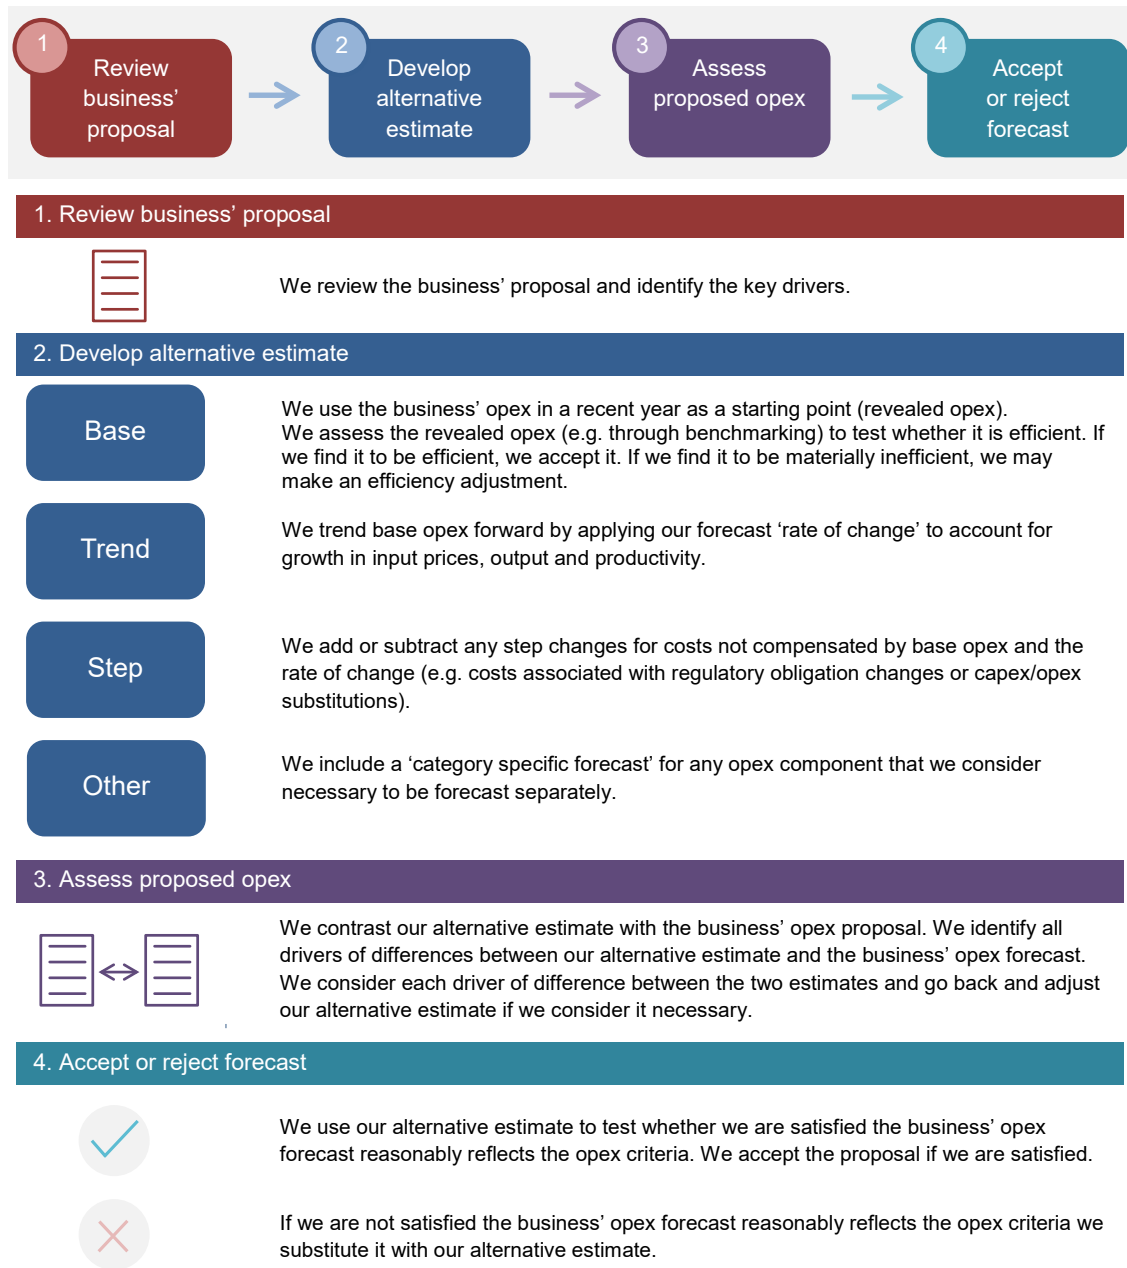 1
Review
business’
proposal
2
Develop
alternative
estimate
3
Assess
proposed opex
4
Accept
or reject
forecast
1. Review business’ proposal
We review the business’ proposal and identify the key drivers.
2. Develop alternative estimate
Base
We use the business’ opex in a recent year as a starting point (revealed opex).
We assess the revealed opex (e.g. through benchmarking) to test whether it is efficient. If
we find it to be efficient, we accept it. If we find it to be materially inefficient, we may
make an efficiency adjustment.
Trend
We trend base opex forward by applying our forecast ‘rate of change’ to account for
growth in input prices, output and productivity.
Step
We add or subtract any step changes for costs not compensated by base opex and the
rate of change (e.g. costs associated with regulatory obligation changes or capex/opex
substitutions).
Other
We include a ‘category specific forecast’ for any opex component that we consider
necessary to be forecast separately.
3. Assess proposed opex
We contrast our alternative estimate with the business’ opex proposal. We identify all
drivers of differences between our alternative estimate and the business’ opex forecast.
We consider each driver of difference between the two estimates and go back and adjust
our alternative estimate if we consider it necessary.
4. Accept or reject forecast
We use our alternative estimate to test whether we are satisfied the business’ opex
forecast reasonably reflects the opex criteria. We accept the proposal if we are satisfied.
If we are not satisfied the business’ opex forecast reasonably reflects the opex criteria we
substitute it with our alternative estimate.